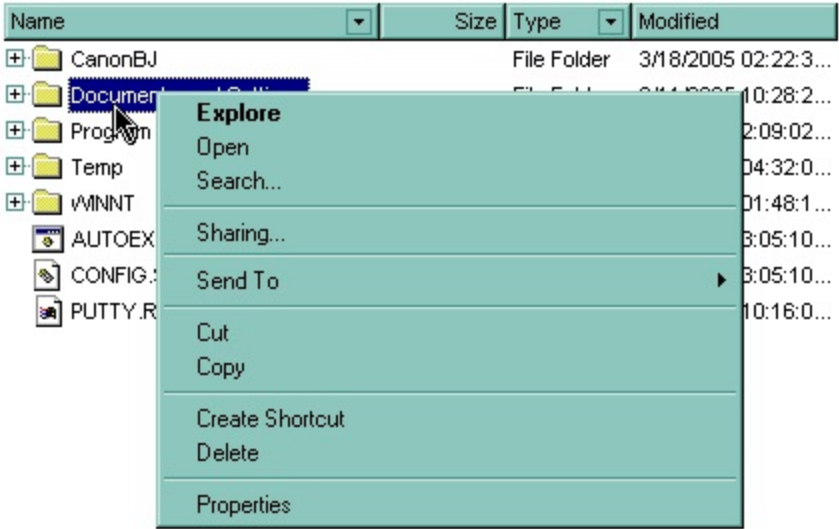 Name Size Type Modified
CanonBJ File Folder 3/18/2005 02:22:3...
10:28:2...
Program 2:09:02...
Explore
Open
Temp 04:32:0...
Search...
WINNT 01:48:1...
Sharing...
AUTOEX 3:05:10...
CONFIG. 3:05:10...
Send To
PUTTY.R 10:16:0...
Cut
Copy
Create Shortcut
Delete
Properties